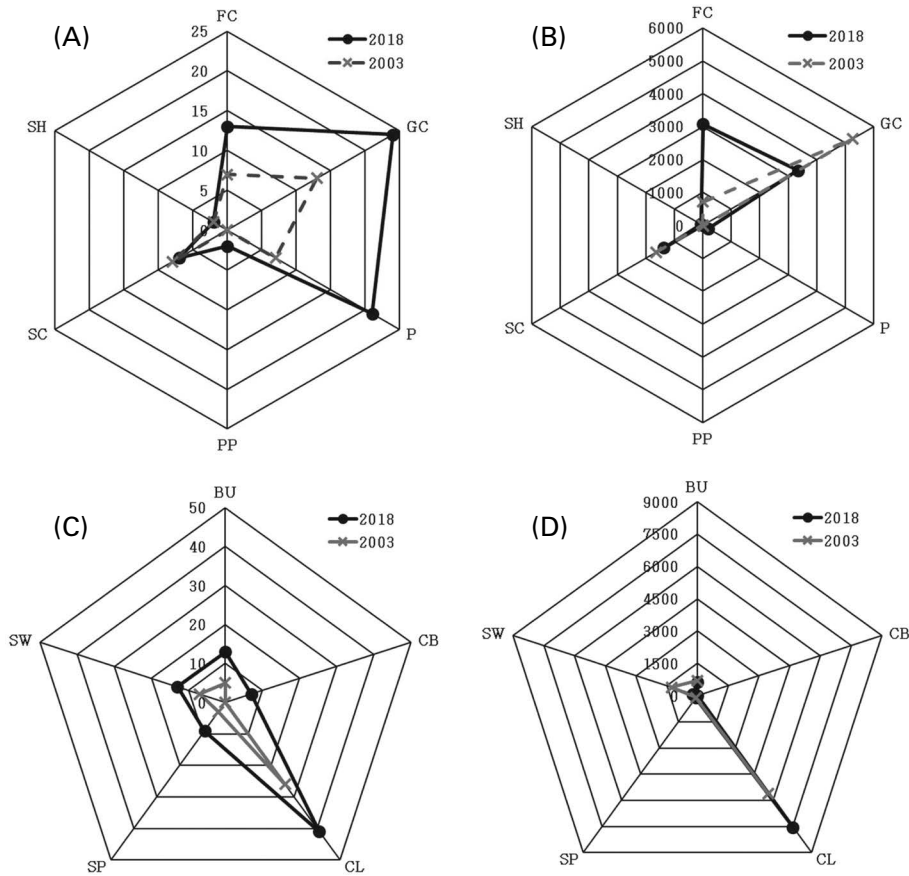 (A)
FC
2018
2003
25
20
15
10
5
0
SH
GC
SC
P
PP
(B)
FC
2018
2003
6000
5000
4000
3000
2000
1000
0
SH
GC
SC
P
PP
(C)
BU
2018
2003
50
40
30
20
10
0
SW
CB
SP
CL
(D)
BU
2018
2003
9000
7500
6000
4500
3000
1500
0
SW
CB
SP
CL